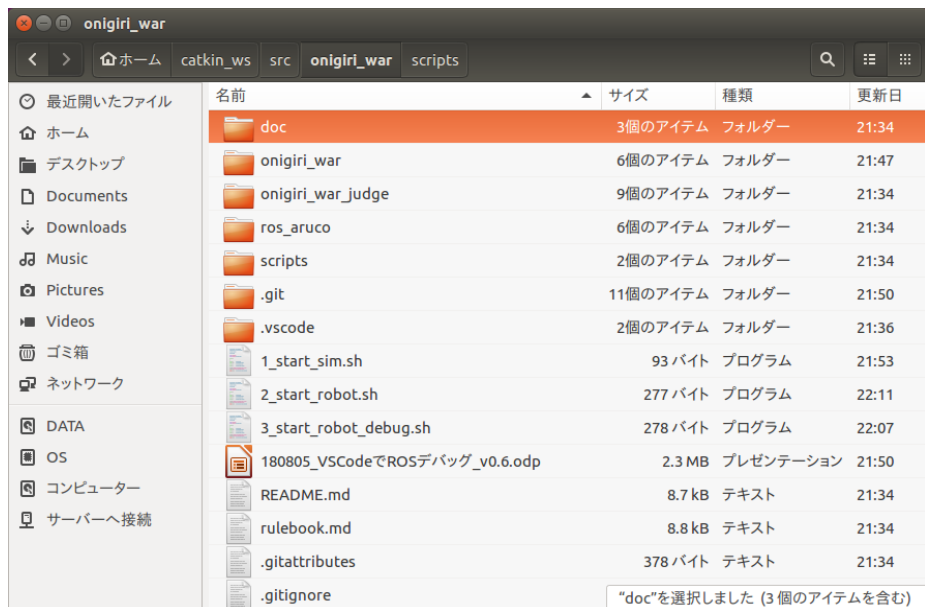 onigiri_war
ホーム catkin_ws src onigiri_war scripts
最近開いたファイル
ホーム
デスクトップ
Documents
Downloads
Music
Pictures
Videos
ゴミ箱
ネットワーク
DATA
OS
コンピューター
サーバーへ接続
名前 サイズ 種類 更新日
doc 3個のアイテム フォルダー 21:34
onigiri_war 6個のアイテム フォルダー 21:47
onigiri_war_judge 9個のアイテム フォルダー 21:34
ros_aruco 6個のアイテム フォルダー 21:34
scripts 2個のアイテム フォルダー 21:34
.git 11個のアイテム フォルダー 21:50
.vscode 2個のアイテム フォルダー 21:36
1_start_sim.sh 93 バイト プログラム 21:53
2_start_robot.sh 277 バイト プログラム 22:11
3_start_robot_debug.sh 278 バイト プログラム 22:07
180805_VSCodeでROSデバッグ_v0.6.odp 2.3 MB プレゼンテーション 21:50
README.md 8.7 kB テキスト 21:34
rulebook.md 8.8 kB テキスト 21:34
.gitattributes 378 バイト テキスト 21:34
.gitignore
“doc”を選択しました (3 個のアイテムを含む)